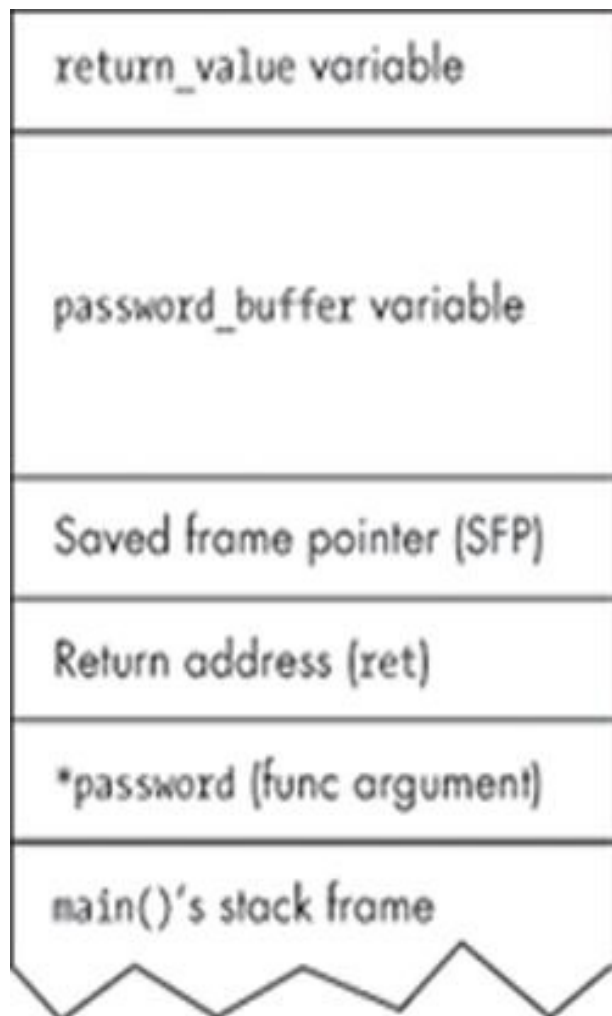 return_value variable
password_buffer variable
Saved frame pointer (SFP)
Return address (ret)
*password (func argument)
main()'s stack frame